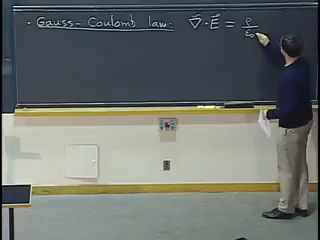 · Gauss-Coulomb law: ∇⃗·E⃗ = ρ/ε₀